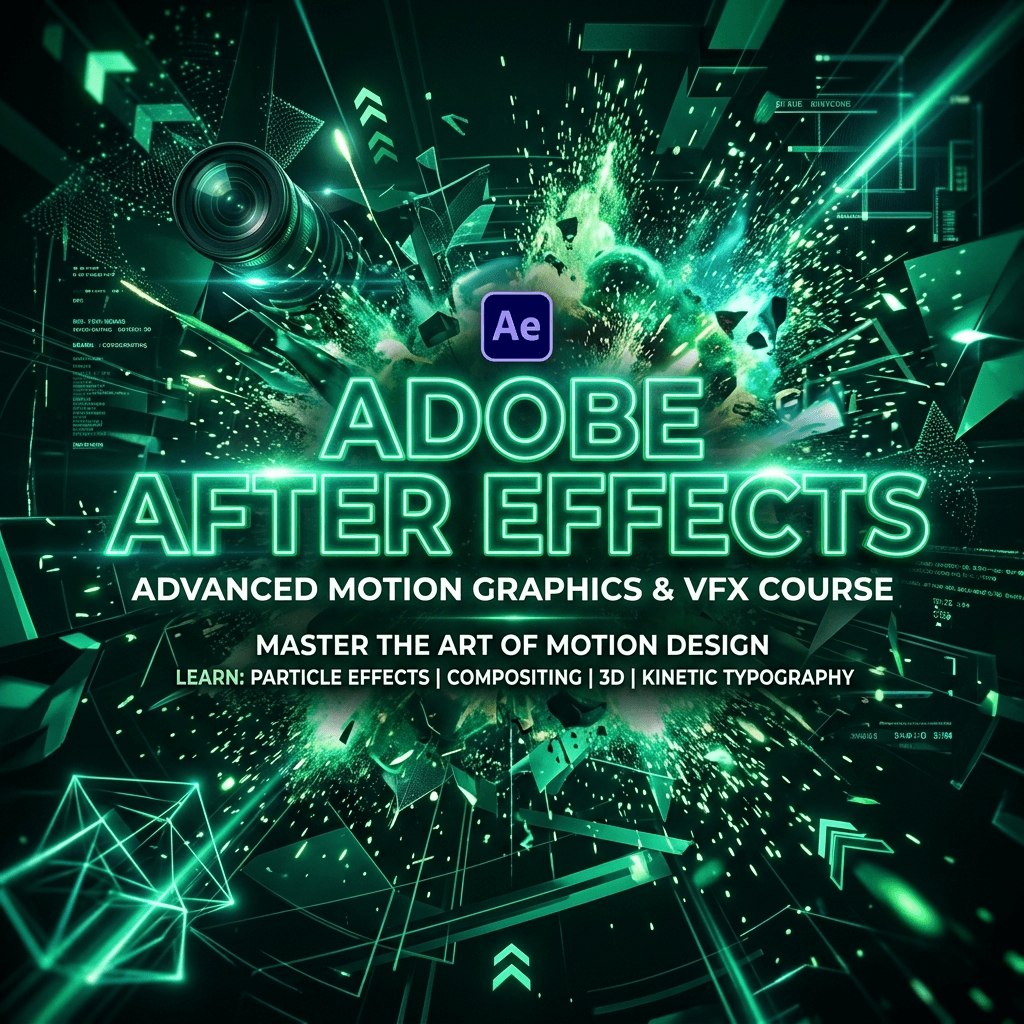 Ae
ADOBE
AFTER EFFECTS
ADVANCED MOTION GRAPHICS & VFX COURSE
MASTER THE ART OF MOTION DESIGN
LEARN: PARTICLE EFFECTS | COMPOSITING | 3D | KINETIC TYPOGRAPHY